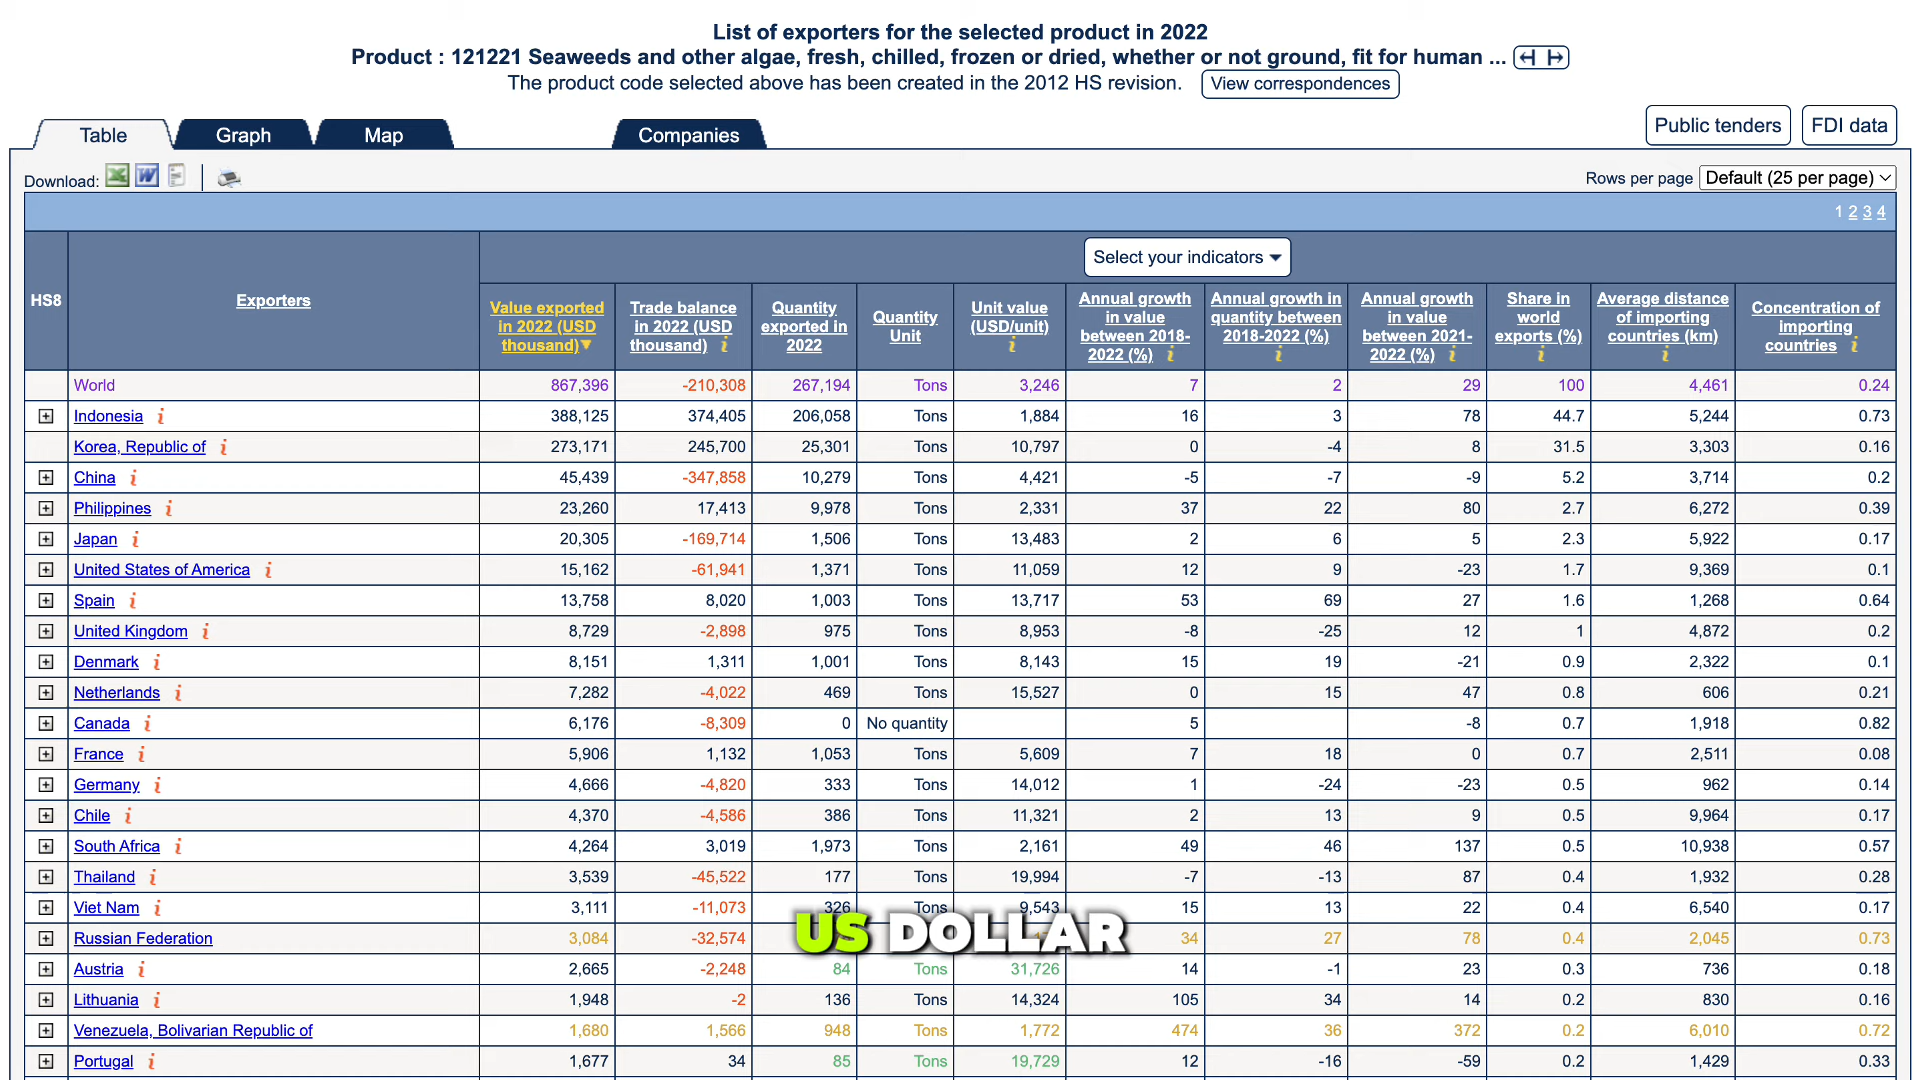 List of exporters for the selected product in 2022
Product : 121221 Seaweeds and other algae, fresh, chilled, frozen or dried, whether or not ground, fit for human ...
The product code selected above has been created in the 2012 HS revision. View correspondences
Table Graph Map Companies Public tenders FDI data
Download: Rows per page Default (25 per page)
1 2 3 4
Select your indicators
HS8 Exporters Value exported in 2022 (USD thousand) Trade balance in 2022 (USD thousand) i Quantity exported in 2022 Quantity Unit Unit value (USD/unit) i Annual growth in value between 2018-2022 (%) i Annual growth in quantity between 2018-2022 (%) i Annual growth in value between 2021-2022 (%) i Share in world exports (%) i Average distance of importing countries (km) i Concentration of importing countries i
World 867,396 -210,308 267,194 Tons 3,246 7 2 29 100 4,461 0.24
Indonesia i 388,125 374,405 206,058 Tons 1,884 16 3 78 44.7 5,244 0.73
Korea, Republic of i 273,171 245,700 25,301 Tons 10,797 0 -4 8 31.5 3,303 0.16
China i 45,439 -347,858 10,279 Tons 4,421 -5 -7 -9 5.2 3,714 0.2
Philippines i 23,260 17,413 9,978 Tons 2,331 37 22 80 2.7 6,272 0.39
Japan i 20,305 -169,714 1,506 Tons 13,483 2 6 5 2.3 5,922 0.17
United States of America i 15,162 -61,941 1,371 Tons 11,059 12 9 -23 1.7 9,369 0.1
Spain i 13,758 8,020 1,003 Tons 13,717 53 69 27 1.6 1,268 0.64
United Kingdom i 8,729 -2,898 975 Tons 8,953 -8 -25 12 1 4,872 0.2
Denmark i 8,151 1,311 1,001 Tons 8,143 15 19 -21 0.9 2,322 0.1
Netherlands i 7,282 -4,022 469 Tons 15,527 0 15 47 0.8 606 0.21
Canada i 6,176 -8,309 0 No quantity 5 -8 0.7 1,918 0.82
France i 5,906 1,132 1,053 Tons 5,609 7 18 0 0.7 2,511 0.08
Germany i 4,666 -4,820 333 Tons 14,012 1 -24 -23 0.5 962 0.14
Chile i 4,370 -4,586 386 Tons 11,321 2 13 9 0.5 9,964 0.17
South Africa i 4,264 3,019 1,973 Tons 2,161 49 46 137 0.5 10,938 0.57
Thailand i 3,539 -45,522 177 Tons 19,994 -7 -13 87 0.4 1,932 0.28
Viet Nam i 3,111 -11,073 326 Tons 9,543 15 13 22 0.4 6,540 0.17
US DOLLAR
Russian Federation 3,084 -32,574 34 27 78 0.4 2,045 0.73
Austria i 2,665 -2,248 84 Tons 31,726 14 -1 23 0.3 736 0.18
Lithuania i 1,948 -2 136 Tons 14,324 105 34 14 0.2 830 0.16
Venezuela, Bolivarian Republic of 1,680 1,566 948 Tons 1,772 474 36 372 0.2 6,010 0.72
Portugal i 1,677 34 85 Tons 19,729 12 -16 -59 0.2 1,429 0.33